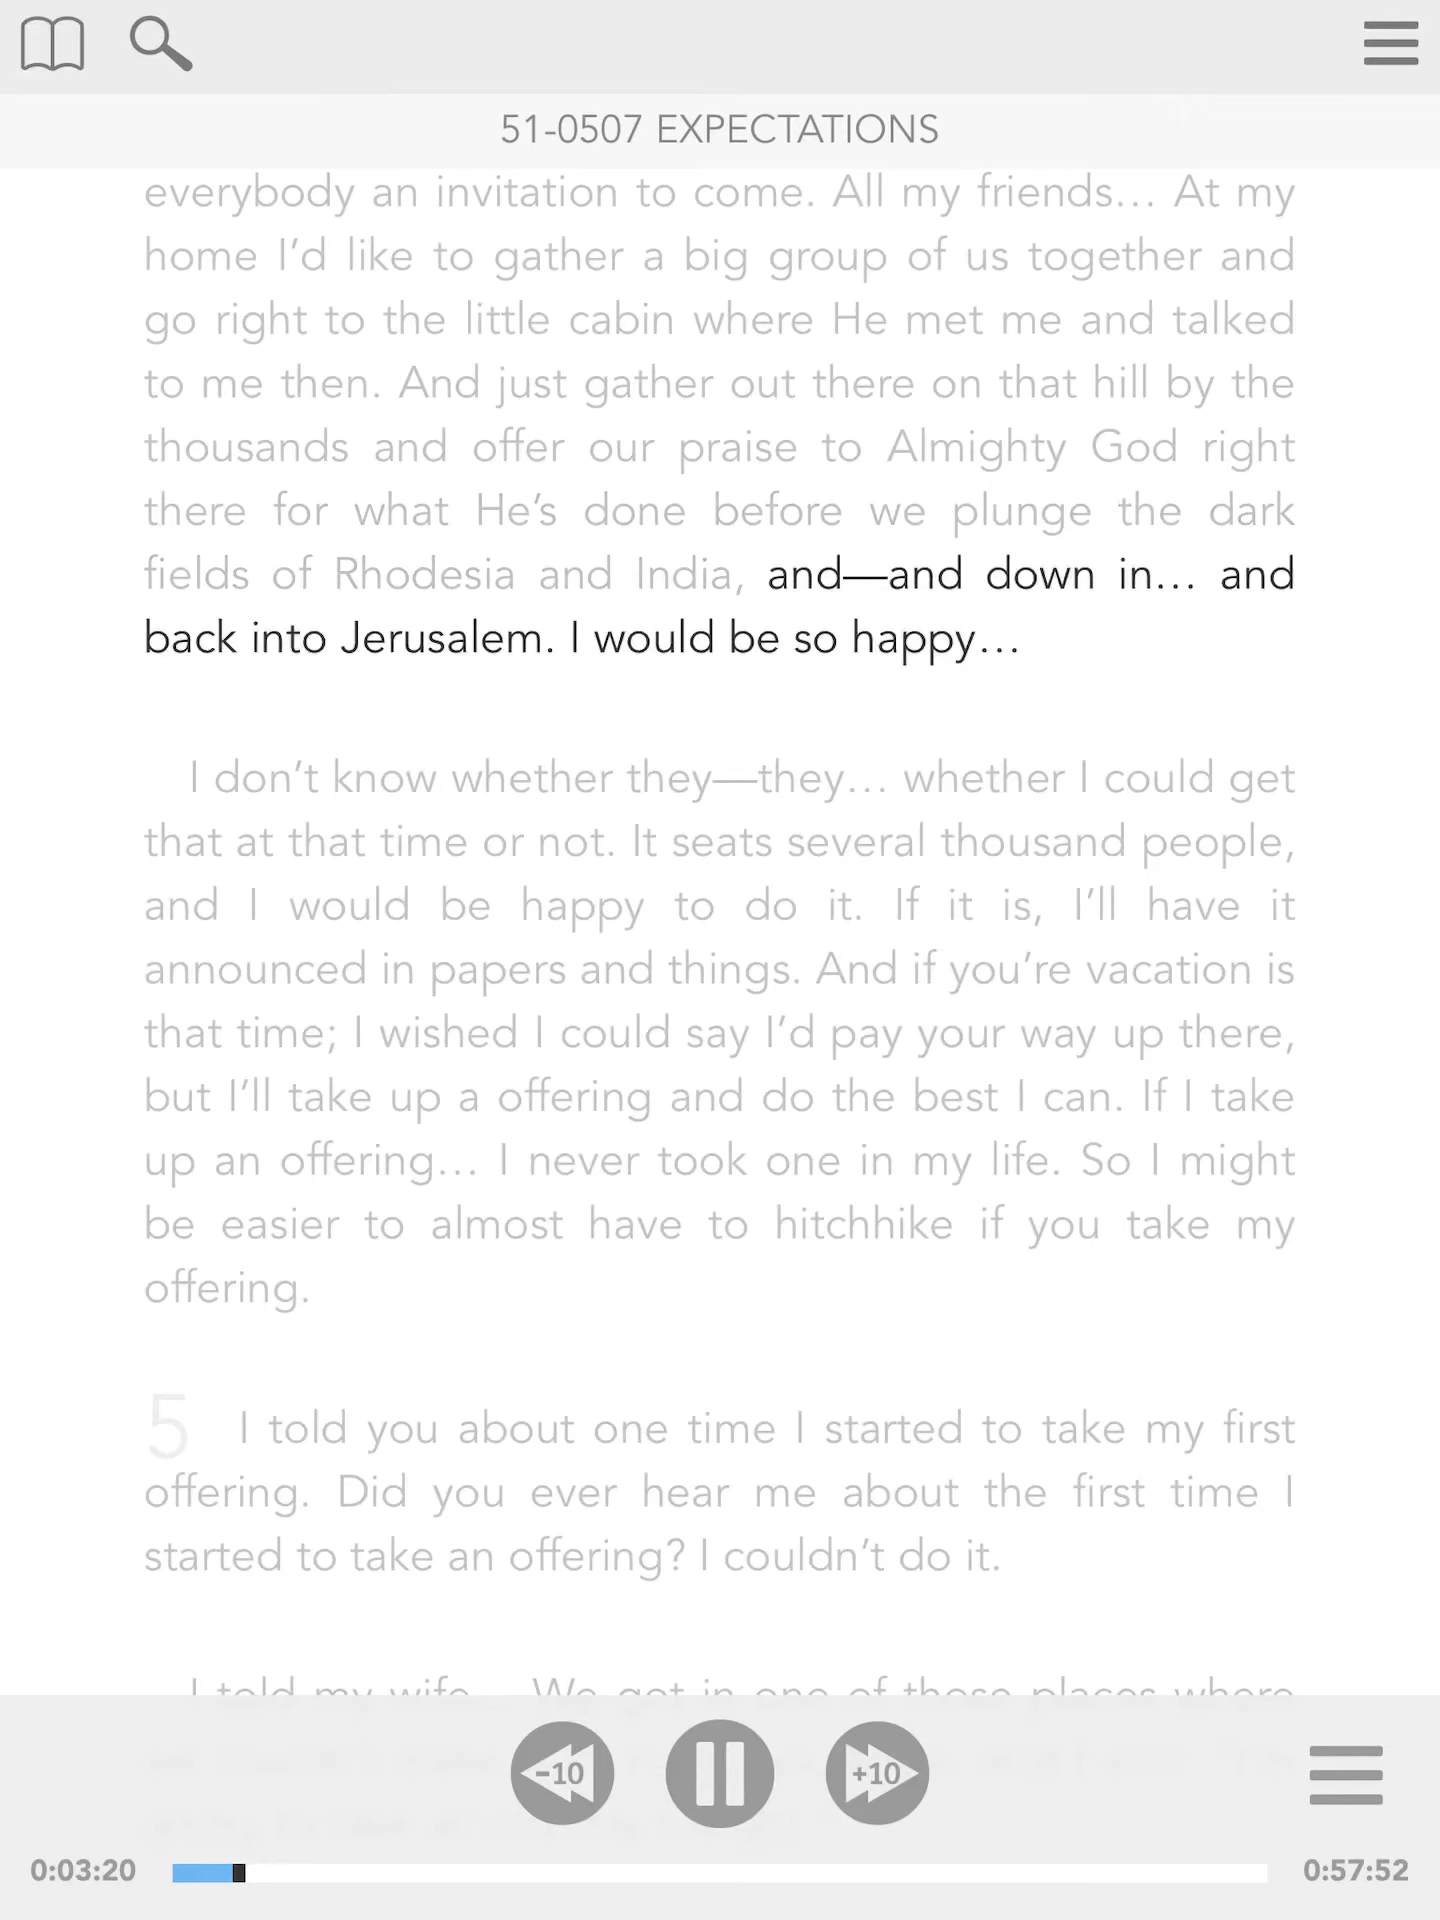 51-0507 EXPECTATIONS
everybody an invitation to come. All my friends… At my
home I’d like to gather a big group of us together and
go right to the little cabin where He met me and talked
to me then. And just gather out there on that hill by the
thousands and offer our praise to Almighty God right
there for what He’s done before we plunge the dark
fields of Rhodesia and India, and—and down in… and
back into Jerusalem. I would be so happy…
I don’t know whether they—they… whether I could get
that at that time or not. It seats several thousand people,
and I would be happy to do it. If it is, I’ll have it
announced in papers and things. And if you’re vacation is
that time; I wished I could say I’d pay your way up there,
but I’ll take up a offering and do the best I can. If I take
up an offering… I never took one in my life. So I might
be easier to almost have to hitchhike if you take my
offering.
5 I told you about one time I started to take my first
offering. Did you ever hear me about the first time I
started to take an offering? I couldn’t do it.
I told my wife… We got in one of those places where
-10 +10
0:03:20 0:57:52